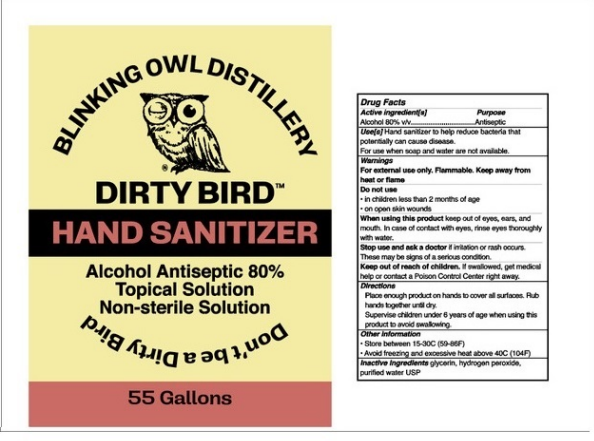 BLINKING OWL DISTILLERY
DIRTY BIRD™
HAND SANITIZER
Alcohol Antiseptic 80%
Topical Solution
Non-sterile Solution
Don't be a Dirty Bird
55 Gallons
Drug Facts
Active ingredient[s] Purpose
Alcohol 80% v/v..........................Antiseptic
Use[s] Hand sanitizer to help reduce bacteria that
potentially can cause disease.
For use when soap and water are not available.
Warnings
For external use only. Flammable. Keep away from
heat or flame
Do not use
• in children less than 2 months of age
• on open skin wounds
When using this product keep out of eyes, ears, and
mouth. In case of contact with eyes, rinse eyes thoroughly
with water.
Stop use and ask a doctor if irritation or rash occurs.
These may be signs of a serious condition.
Keep out of reach of children. If swallowed, get medical
help or contact a Poison Control Center right away.
Directions
Place enough product on hands to cover all surfaces. Rub
hands together until dry.
Supervise children under 6 years of age when using this
product to avoid swallowing.
Other information
• Store between 15-30C (59-86F)
• Avoid freezing and excessive heat above 40C (104F)
Inactive ingredients glycerin, hydrogen peroxide,
purified water USP